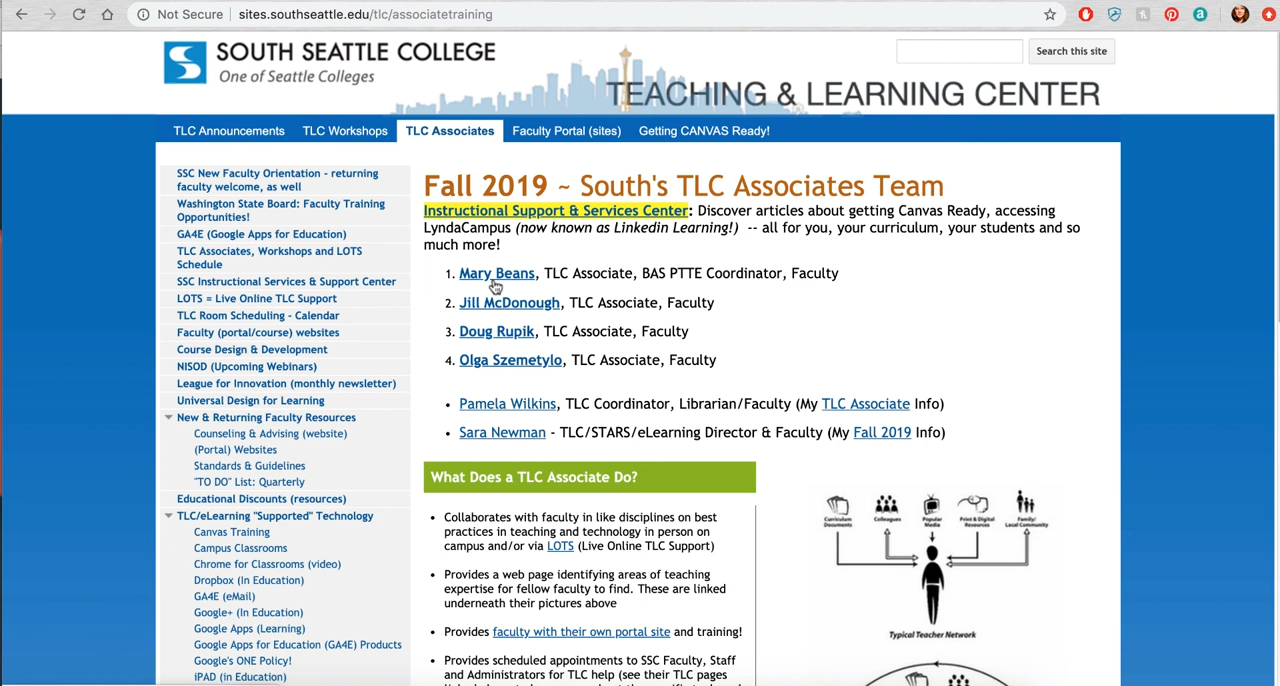 Not Secure | sites.southseattle.edu/tlc/associatetraining
SOUTH SEATTLE COLLEGE
One of Seattle Colleges
Search this site
TEACHING & LEARNING CENTER
TLC Announcements TLC Workshops TLC Associates Faculty Portal (sites) Getting CANVAS Ready!
SSC New Faculty Orientation - returning
faculty welcome, as well
Washington State Board: Faculty Training
Opportunities!
GA4E (Google Apps for Education)
TLC Associates, Workshops and LOTS
Schedule
SSC Instructional Services & Support Center
LOTS = Live Online TLC Support
TLC Room Scheduling - Calendar
Faculty (portal/course) websites
Course Design & Development
NISOD (Upcoming Webinars)
League for Innovation (monthly newsletter)
Universal Design for Learning
New & Returning Faculty Resources
Counseling & Advising (website)
(Portal) Websites
Standards & Guidelines
"TO DO" List: Quarterly
Educational Discounts (resources)
TLC/eLearning "Supported" Technology
Canvas Training
Campus Classrooms
Chrome for Classrooms (video)
Dropbox (In Education)
GA4E (eMail)
Google+ (In Education)
Google Apps (Learning)
Google Apps for Education (GA4E) Products
Google's ONE Policy!
iPAD (in Education)
Fall 2019 ~ South's TLC Associates Team
Instructional Support & Services Center: Discover articles about getting Canvas Ready, accessing
LyndaCampus (now known as Linkedin Learning!) -- all for you, your curriculum, your students and so
much more!
1. Mary Beans, TLC Associate, BAS PTTE Coordinator, Faculty
2. Jill McDonough, TLC Associate, Faculty
3. Doug Rupik, TLC Associate, Faculty
4. Olga Szemetylo, TLC Associate, Faculty
• Pamela Wilkins, TLC Coordinator, Librarian/Faculty (My TLC Associate Info)
• Sara Newman - TLC/STARS/eLearning Director & Faculty (My Fall 2019 Info)
What Does a TLC Associate Do?
• Collaborates with faculty in like disciplines on best
practices in teaching and technology in person on
campus and/or via LOTS (Live Online TLC Support)
• Provides a web page identifying areas of teaching
expertise for fellow faculty to find. These are linked
underneath their pictures above
• Provides faculty with their own portal site and training!
• Provides scheduled appointments to SSC Faculty, Staff
and Administrators for TLC help (see their TLC pages
Curriculum
Documents
Colleagues
Popular
Media
Print & Digital
Resources
Family/
Local Community
Typical Teacher Network